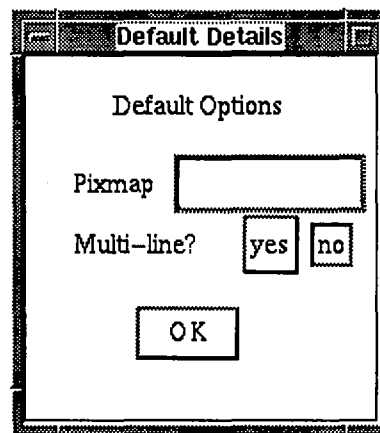 Default Details
Default Options
Pixmap
Multi-line? yes no
OK